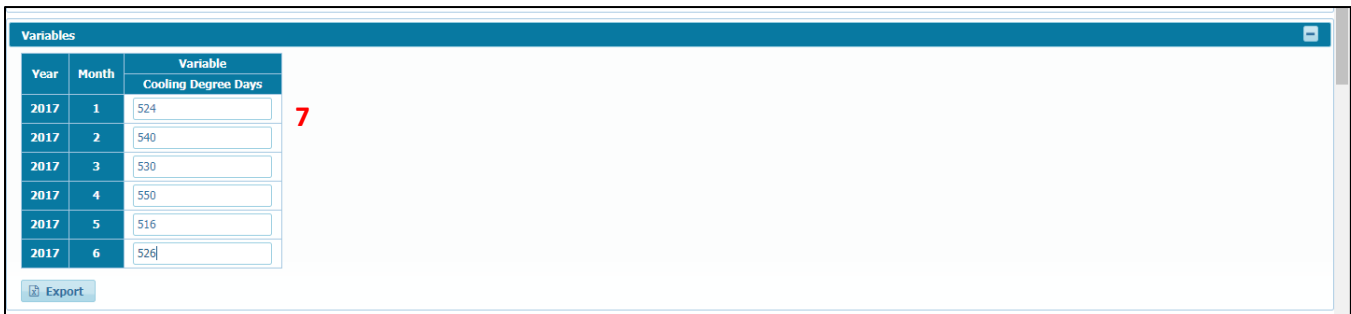 Variables
Year Month Variable
Cooling Degree Days
2017 1 524
7
2017 2 540
2017 3 530
2017 4 550
2017 5 516
2017 6 526
Export